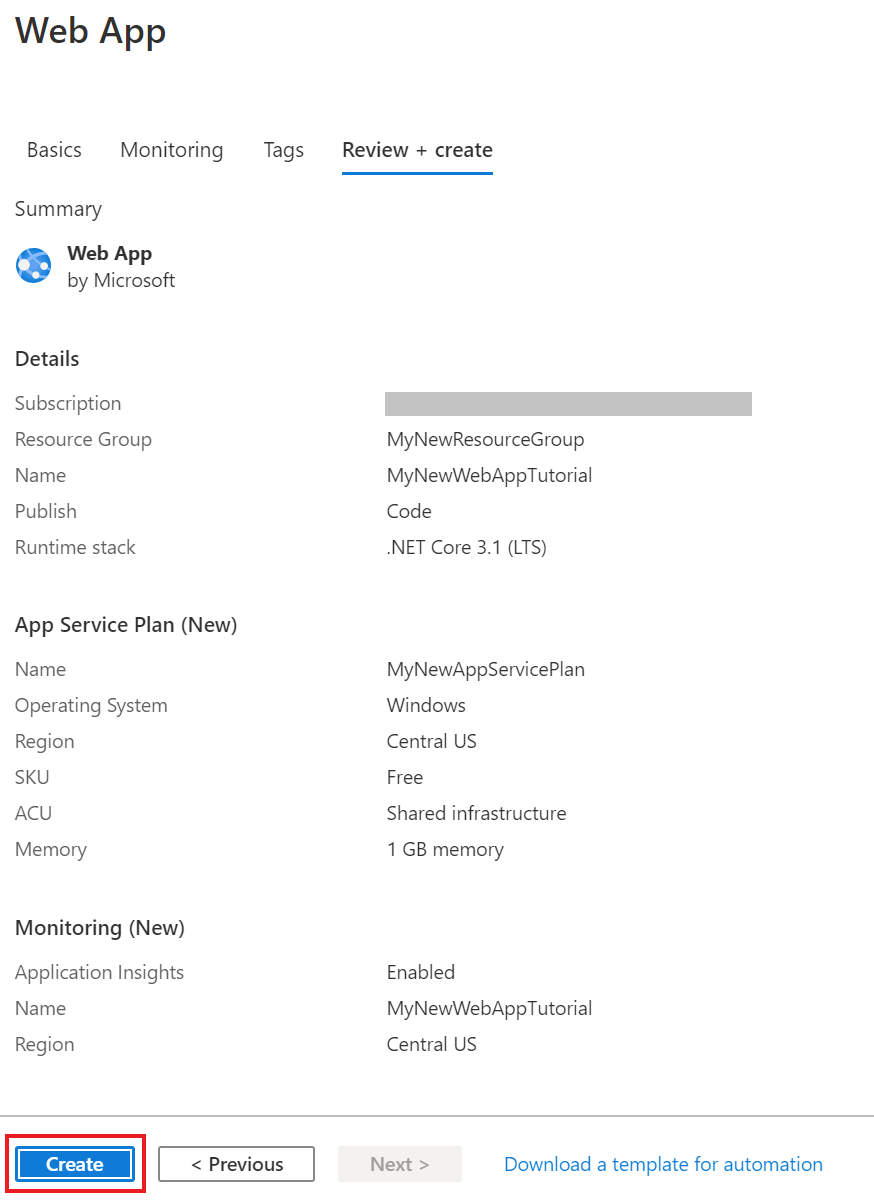 Web App
Basics Monitoring Tags Review + create
Summary
Web App
by Microsoft
Details
Subscription
Resource Group MyNewResourceGroup
Name MyNewWebAppTutorial
Publish Code
Runtime stack .NET Core 3.1 (LTS)
App Service Plan (New)
Name MyNewAppServicePlan
Operating System Windows
Region Central US
SKU Free
ACU Shared infrastructure
Memory 1 GB memory
Monitoring (New)
Application Insights Enabled
Name MyNewWebAppTutorial
Region Central US
Create < Previous Next > Download a template for automation